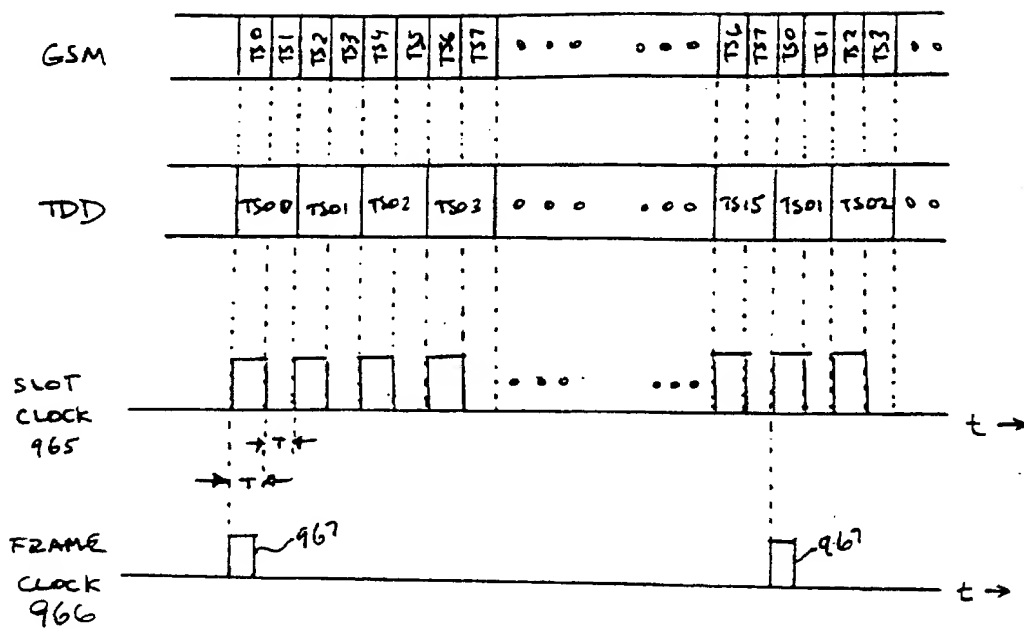 GSM TS0 TS1 TS2 TS3 TS4 TS5 TS6 TS7 TS6 TS7 TS0 TS1 TS2 TS3
TDD TS00 TS01 TS02 TS03 TS15 TS01 TS02
SLOT
CLOCK
965
t →
T
T
FRAME
CLOCK
966
967
967
t →